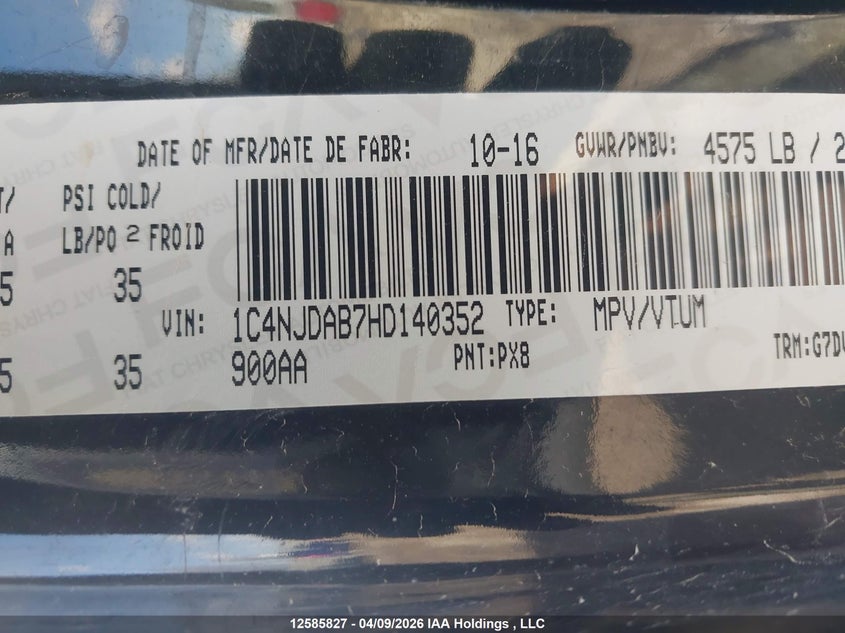 DATE OF MFR/DATE DE FABR: 10-16 GVWR/PNBV: 4575 LB / 2
T/ PSI COLD/
A LB/PO 2 FROID
5 35
VIN: 1C4NJDAB7HD140352 TYPE: MPV/VTUM
5 35 900AA PNT:PX8 TRM:G7D
12585827 - 04/09/2026 IAA Holdings , LLC